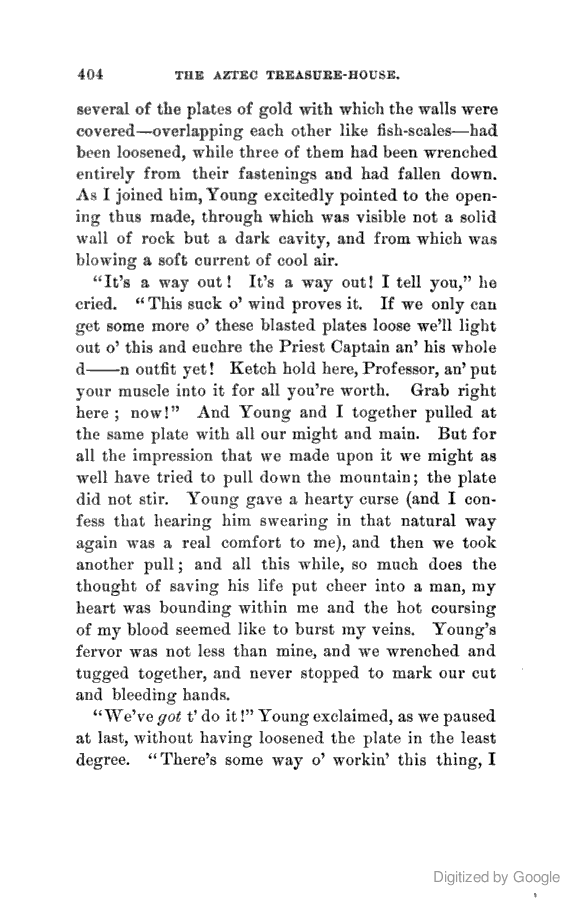 404 THE AZTEC TREASURE-HOUSE.
several of the plates of gold with which the walls were
covered—overlapping each other like fish-scales—had
been loosened, while three of them had been wrenched
entirely from their fastenings and had fallen down.
As I joined him, Young excitedly pointed to the open-
ing thus made, through which was visible not a solid
wall of rock but a dark cavity, and from which was
blowing a soft current of cool air.
“It's a way out! It's a way out! I tell you,” he
cried. “This suck o' wind proves it. If we only can
get some more o' these blasted plates loose we'll light
out o' this and euchre the Priest Captain an' his whole
d——n outfit yet! Ketch hold here, Professor, an' put
your muscle into it for all you're worth. Grab right
here ; now!” And Young and I together pulled at
the same plate with all our might and main. But for
all the impression that we made upon it we might as
well have tried to pull down the mountain; the plate
did not stir. Young gave a hearty curse (and I con-
fess that hearing him swearing in that natural way
again was a real comfort to me), and then we took
another pull; and all this while, so much does the
thought of saving his life put cheer into a man, my
heart was bounding within me and the hot coursing
of my blood seemed like to burst my veins. Young's
fervor was not less than mine, and we wrenched and
tugged together, and never stopped to mark our cut
and bleeding hands.
“We've got t' do it!” Young exclaimed, as we paused
at last, without having loosened the plate in the least
degree. “There's some way o' workin' this thing, I
Digitized by Google